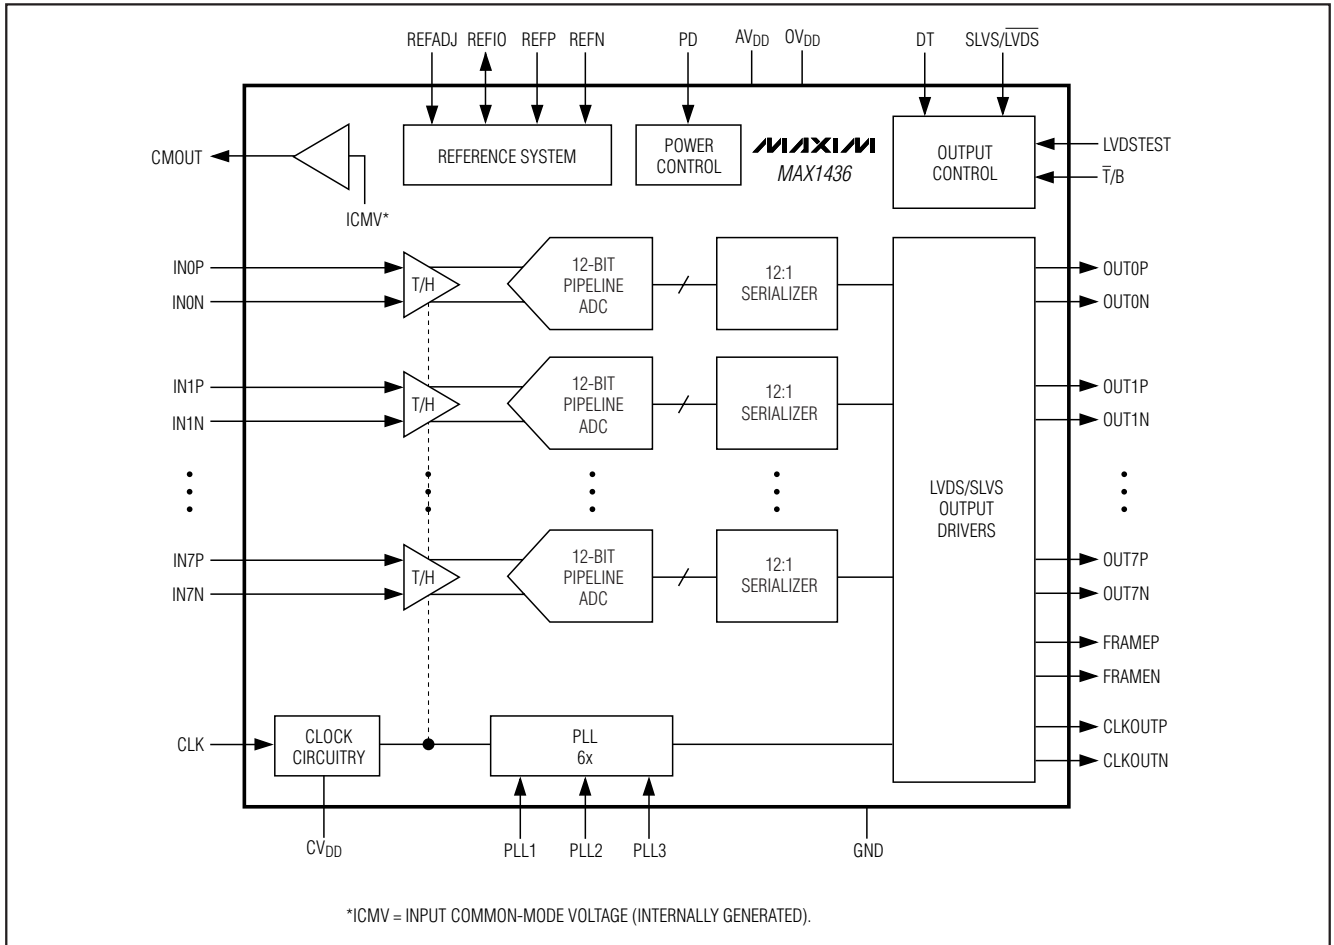 REFADJ REFIO REFP REFN PD AVDD OVDD DT SLVS/L̅V̅D̅S̅
CMOUT
ICMV*
REFERENCE SYSTEM
POWER
CONTROL
MAXIM
MAX1436
OUTPUT
CONTROL
LVDSTEST
T̅/B
IN0P
IN0N
T/H
12-BIT
PIPELINE
ADC
12:1
SERIALIZER
OUT0P
OUT0N
IN1P
IN1N
T/H
12-BIT
PIPELINE
ADC
12:1
SERIALIZER
OUT1P
OUT1N
LVDS/SLVS
OUTPUT
DRIVERS
IN7P
IN7N
T/H
12-BIT
PIPELINE
ADC
12:1
SERIALIZER
OUT7P
OUT7N
FRAMEP
FRAMEN
CLK
CLOCK
CIRCUITRY
PLL
6x
CLKOUTP
CLKOUTN
CVDD PLL1 PLL2 PLL3 GND
*ICMV = INPUT COMMON-MODE VOLTAGE (INTERNALLY GENERATED).